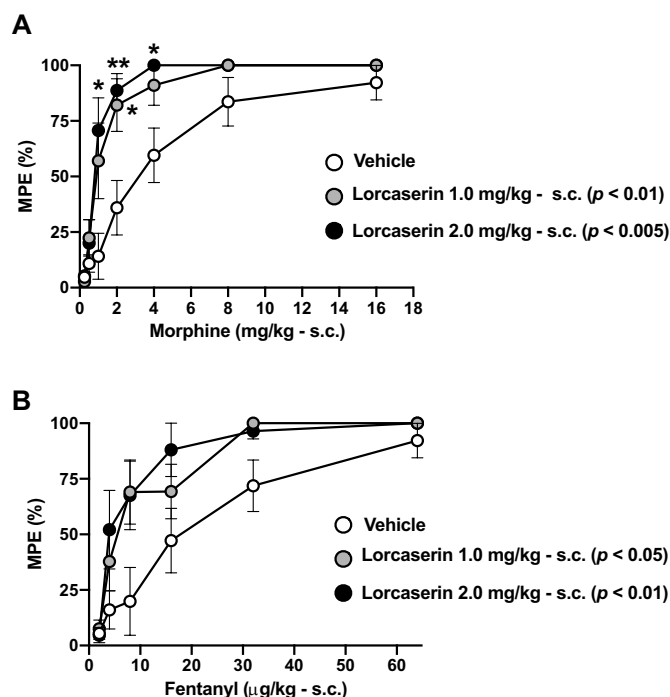 A
100
75
50
25
0
MPE (%)
*
**
*
*
Vehicle
Lorcaserin 1.0 mg/kg - s.c. (p < 0.01)
Lorcaserin 2.0 mg/kg - s.c. (p < 0.005)
0 2 4 6 8 10 12 14 16 18
Morphine (mg/kg - s.c.)
B
100
75
50
25
0
MPE (%)
Vehicle
Lorcaserin 1.0 mg/kg - s.c. (p < 0.05)
Lorcaserin 2.0 mg/kg - s.c. (p < 0.01)
0 10 20 30 40 50 60
Fentanyl (μg/kg - s.c.)